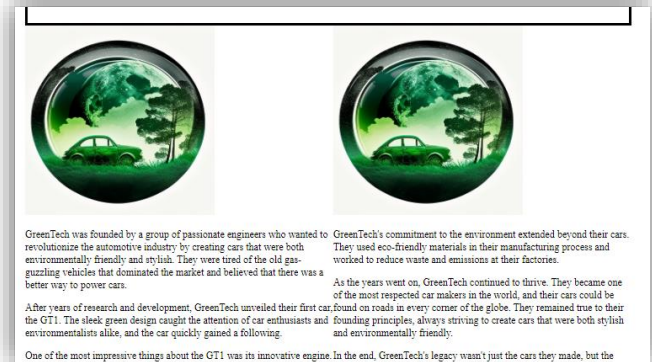 GreenTech was founded by a group of passionate engineers who wanted to
revolutionize the automotive industry by creating cars that were both
environmentally friendly and stylish. They were tired of the old gas-
guzzling vehicles that dominated the market and believed that there was a
better way to power cars.
After years of research and development, GreenTech unveiled their first car,
the GT1. The sleek green design caught the attention of car enthusiasts and
environmentalists alike, and the car quickly gained a following.
One of the most impressive things about the GT1 was its innovative engine.
GreenTech's commitment to the environment extended beyond their cars.
They used eco-friendly materials in their manufacturing process and
worked to reduce waste and emissions at their factories.
As the years went on, GreenTech continued to thrive. They became one
of the most respected car makers in the world, and their cars could be
found on roads in every corner of the globe. They remained true to their
founding principles, always striving to create cars that were both stylish
and environmentally friendly.
In the end, GreenTech's legacy wasn't just the cars they made, but the